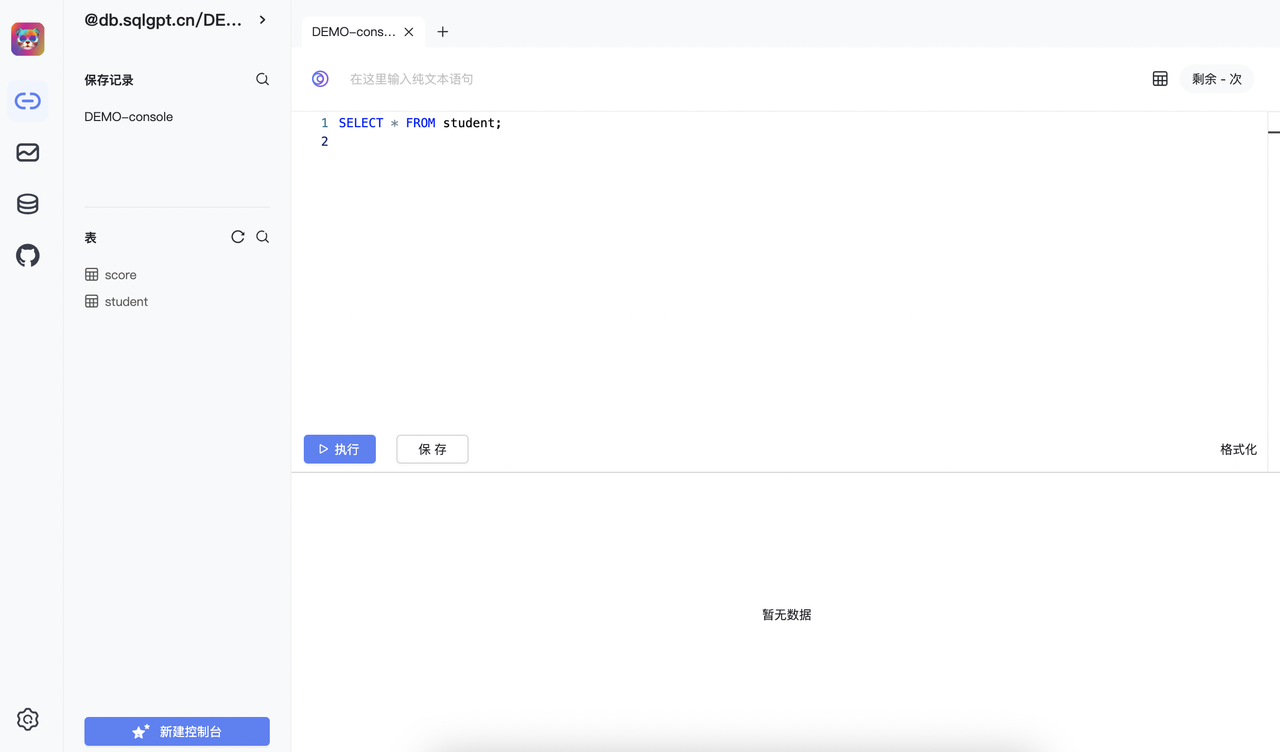 @db.sqlgpt.cn/DE...
保存记录
DEMO-console
表
score
student
新建控制台
DEMO-cons...
在这里输入纯文本语句
剩余 - 次
1 SELECT * FROM student;
2
执行
保 存
格式化
暂无数据